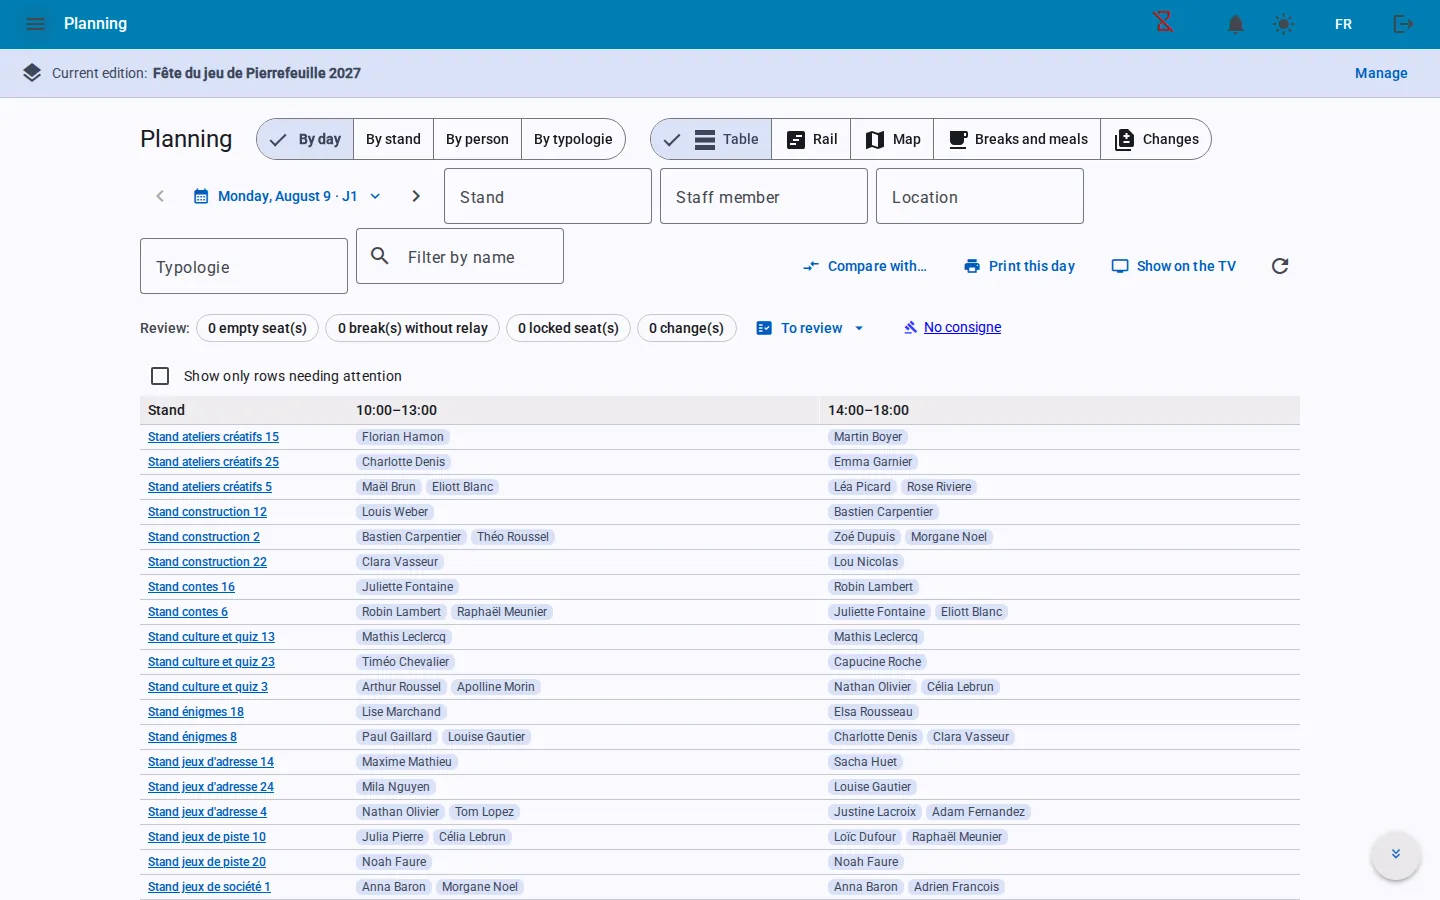 Planning
FR
Current edition: Fête du jeu de Pierrefeuille 2027
Manage
Planning
By day By stand By person By typologie
Table Rail Map Breaks and meals Changes
Monday, August 9 · J1
Stand
Staff member
Location
Typologie
Filter by name
Compare with...
Print this day
Show on the TV
Review: 0 empty seat(s) 0 break(s) without relay 0 locked seat(s) 0 change(s) To review No consigne
Show only rows needing attention
Stand 10:00–13:00 14:00–18:00
Stand ateliers créatifs 15 Florian Hamon Martin Boyer
Stand ateliers créatifs 25 Charlotte Denis Emma Garnier
Stand ateliers créatifs 5 Maël Brun Eliott Blanc Léa Picard Rose Riviere
Stand construction 12 Louis Weber Bastien Carpentier
Stand construction 2 Bastien Carpentier Théo Roussel Zoé Dupuis Morgane Noel
Stand construction 22 Clara Vasseur Lou Nicolas
Stand contes 16 Juliette Fontaine Robin Lambert
Stand contes 6 Robin Lambert Raphaël Meunier Juliette Fontaine Eliott Blanc
Stand culture et quiz 13 Mathis Leclercq Mathis Leclercq
Stand culture et quiz 23 Timéo Chevalier Capucine Roche
Stand culture et quiz 3 Arthur Roussel Apolline Morin Nathan Olivier Célia Lebrun
Stand énigmes 18 Lise Marchand Elsa Rousseau
Stand énigmes 8 Paul Gaillard Louise Gautier Charlotte Denis Clara Vasseur
Stand jeux d'adresse 14 Maxime Mathieu Sacha Huet
Stand jeux d'adresse 24 Mila Nguyen Louise Gautier
Stand jeux d'adresse 4 Nathan Olivier Tom Lopez Justine Lacroix Adam Fernandez
Stand jeux de piste 10 Julia Pierre Célia Lebrun Loïc Dufour Raphaël Meunier
Stand jeux de piste 20 Noah Faure Noah Faure
Stand jeux de société 1 Anna Baron Morgane Noel Anna Baron Adrien Francois